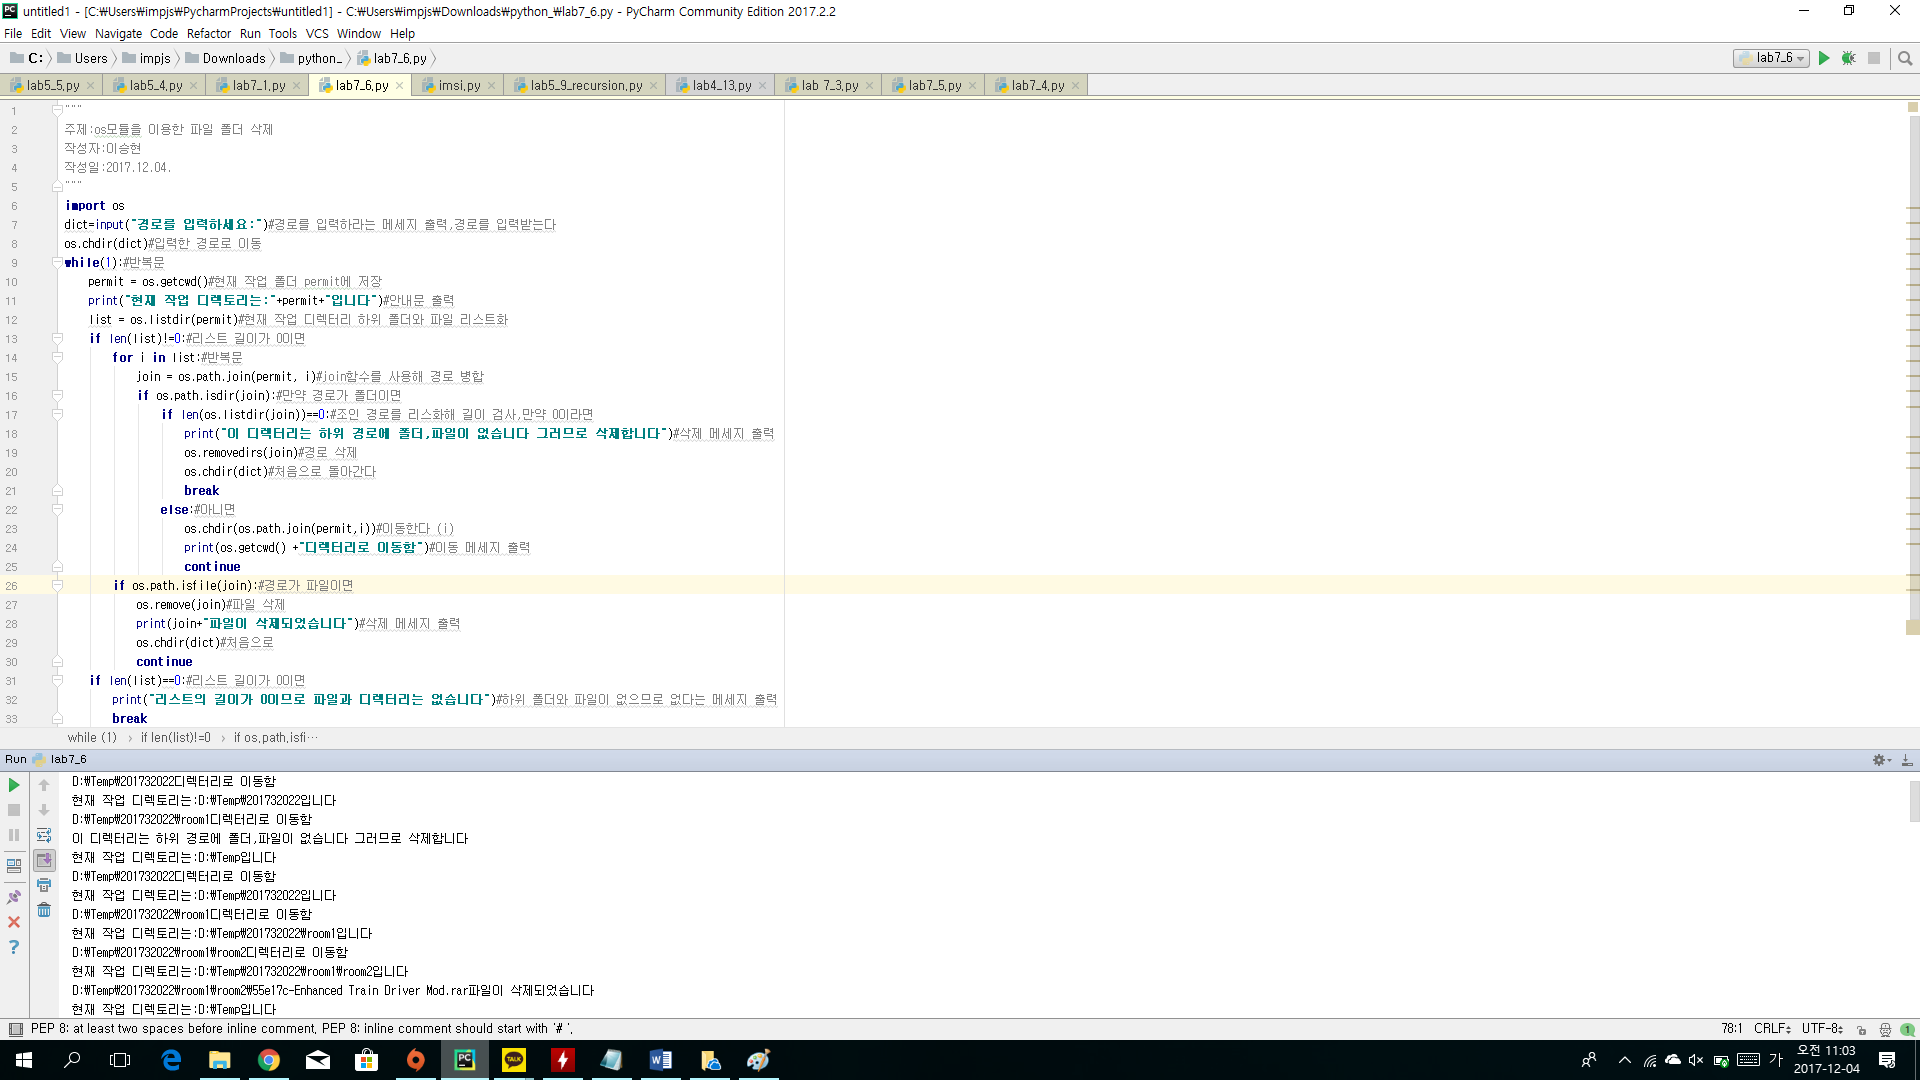 untitled1 - [C:₩Users₩impjs₩PycharmProjects₩untitled1] - C:₩Users₩impjs₩Downloads₩python_₩lab7_6.py - PyCharm Community Edition 2017.2.2
File Edit View Navigate Code Refactor Run Tools VCS Window Help
C: Users impjs Downloads python_ lab7_6.py lab7_6
lab5_5.py lab5_4.py lab7_1.py lab7_6.py imsi.py lab5_9_recursion.py lab4_13.py lab 7_3.py lab7_5.py lab7_4.py
1 """
2 주제:os모듈을 이용한 파일 폴더 삭제
3 작성자:이승현
4 작성일:2017.12.04.
5 """
6 import os
7 dict=input("경로를 입력하세요:")#경로를 입력하라는 메세지 출력,경로를 입력받는다
8 os.chdir(dict)#입력한 경로로 이동
9 while(1):#반복문
10 permit = os.getcwd()#현재 작업 폴더 permit에 저장
11 print("현재 작업 디렉토리는:"+permit+"입니다")#안내문 출력
12 list = os.listdir(permit)#현재 작업 디렉터리 하위 폴더와 파일 리스트화
13 if len(list)!=0:#리스트 길이가 0이면
14 for i in list:#반복문
15 join = os.path.join(permit, i)#join함수를 사용해 경로 병합
16 if os.path.isdir(join):#만약 경로가 폴더이면
17 if len(os.listdir(join))==0:#조인 경로를 리스화해 길이 검사,만약 0이라면
18 print("이 디렉터리는 하위 경로에 폴더,파일이 없습니다 그러므로 삭제합니다")#삭제 메세지 출력
19 os.removedirs(join)#경로 삭제
20 os.chdir(dict)#처음으로 돌아간다
21 break
22 else:#아니면
23 os.chdir(os.path.join(permit,i))#이동한다 (i)
24 print(os.getcwd() +"디렉터리로 이동함")#이동 메세지 출력
25 continue
26 if os.path.isfile(join):#경로가 파일이면
27 os.remove(join)#파일 삭제
28 print(join+"파일이 삭제되었습니다")#삭제 메세지 출력
29 os.chdir(dict)#처음으로
30 continue
31 if len(list)==0:#리스트 길이가 0이면
32 print("리스트의 길이가 0이므로 파일과 디렉터리는 없습니다")#하위 폴더와 파일이 없으므로 없다는 메세지 출력
33 break
while (1) › if len(list)!=0 › if os.path.isfi…
Run lab7_6
D:₩Temp₩201732022디렉터리로 이동함
현재 작업 디렉토리는:D:₩Temp₩201732022입니다
D:₩Temp₩201732022₩room1디렉터리로 이동함
이 디렉터리는 하위 경로에 폴더,파일이 없습니다 그러므로 삭제합니다
현재 작업 디렉토리는:D:₩Temp입니다
D:₩Temp₩201732022디렉터리로 이동함
현재 작업 디렉토리는:D:₩Temp₩201732022입니다
D:₩Temp₩201732022₩room1디렉터리로 이동함
현재 작업 디렉토리는:D:₩Temp₩201732022₩room1입니다
D:₩Temp₩201732022₩room1₩room2디렉터리로 이동함
현재 작업 디렉토리는:D:₩Temp₩201732022₩room1₩room2입니다
D:₩Temp₩201732022₩room1₩room2₩55e17c-Enhanced Train Driver Mod.rar파일이 삭제되었습니다
현재 작업 디렉토리는:D:₩Temp입니다
PEP 8: at least two spaces before inline comment. PEP 8: inline comment should start with '# '. 78:1 CRLF UTF-8 1
가 오전 11:03
2017-12-04